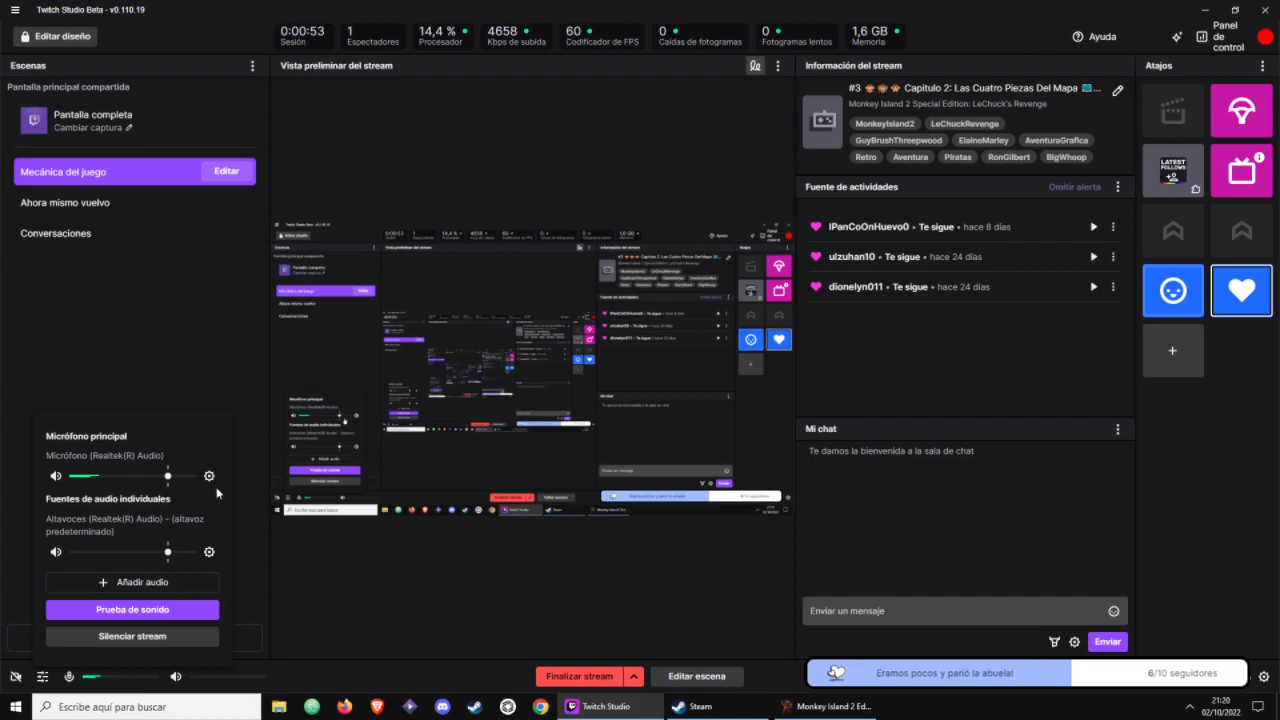 Twitch Studio Beta - v0.110.19
Editar diseño
0:00:53
Sesión
1
Espectadores
14,4 %
Procesador
4658
Kbps de subida
60
Codificador de FPS
0
Caídas de fotogramas
0
Fotogramas lentos
1,6 GB
Memoria
Ayuda
Panel de control
Escenas
Pantalla principal compartida
Pantalla completa
Cambiar captura
Mecánica del juego
Editar
Ahora mismo vuelvo
Conversaciones
Micrófono principal
Micrófono (Realtek(R) Audio)
Fuentes de audio individuales
Altavoces (Realtek(R) Audio) - (altavoz
predeterminado)
+ Añadir audio
Prueba de sonido
Silenciar stream
Vista preliminar del stream
Finalizar stream
Editar escena
Información del stream
#3 🐵 🐵 🐵 Capitulo 2: Las Cuatro Piezas Del Mapa ...
Monkey Island 2 Special Edition: LeChuck's Revenge
MonkeyIsland2
LeChuckRevenge
GuyBrushThreepwood
ElaineMarley
AventuraGrafica
Retro
Aventura
Piratas
RonGilbert
BigWhoop
Fuente de actividades
Omitir alerta
lPanCoOnHuevo0 • Te sigue • hace 8 días
ulzuhan10 • Te sigue • hace 24 días
dionelyn011 • Te sigue • hace 24 días
Mi chat
Te damos la bienvenida a la sala de chat
Enviar un mensaje
Enviar
Eramos pocos y parió la abuela!
6/10 seguidores
Atajos
LATEST
FOLLOWS
+
Escribe aquí para buscar
Twitch Studio
Steam
Monkey Island 2 Ed...
21:20
02/10/2022